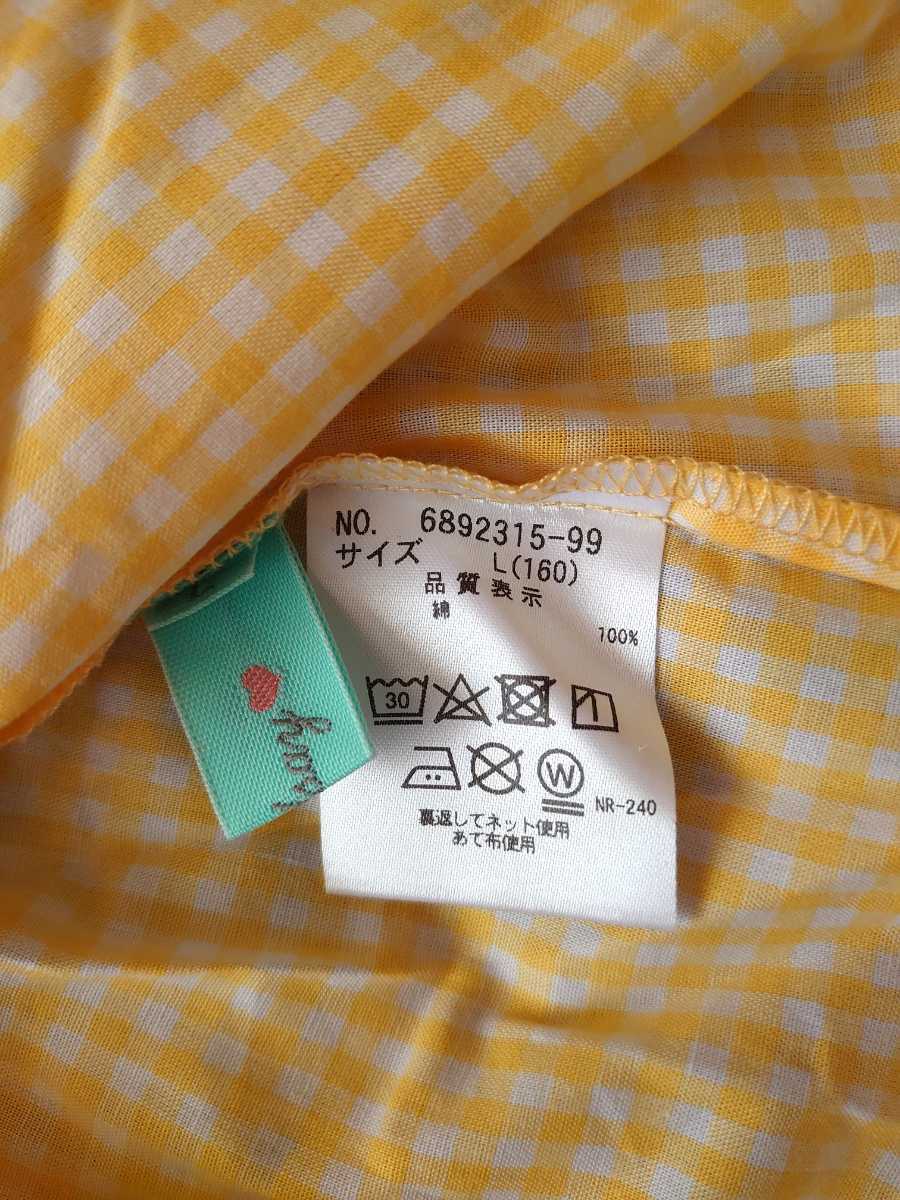 NO. 6892315-99
サイズ L(160)
品質表示
綿 100%
30
W
NR-240
裏返してネット使用
あて布使用